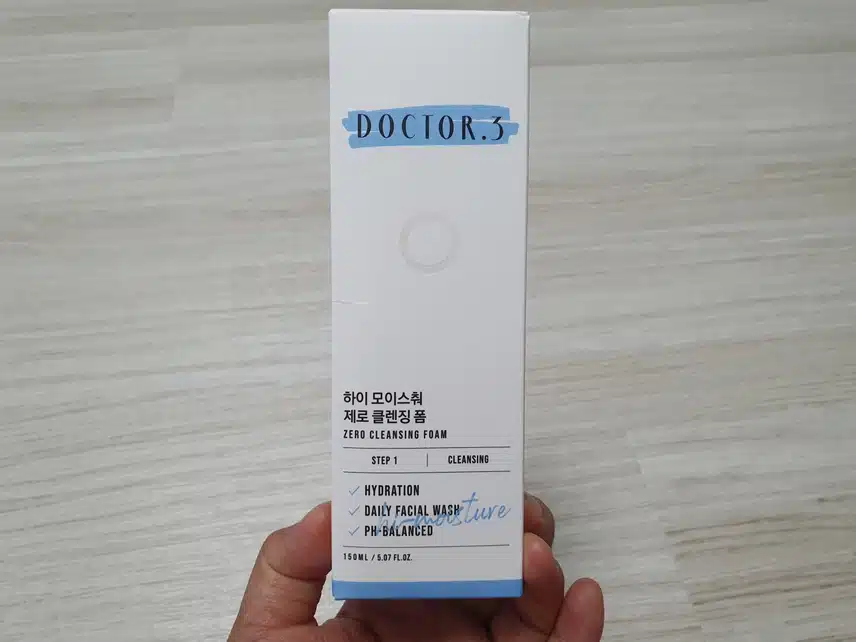 DOCTOR.3
하이 모이스춰
제로 클렌징 폼
ZERO CLEANSING FOAM
STEP 1 | CLEANSING
HYDRATION
DAILY FACIAL WASH
hi-moisture
PH-BALANCED
150ML / 5.07 FL.OZ.